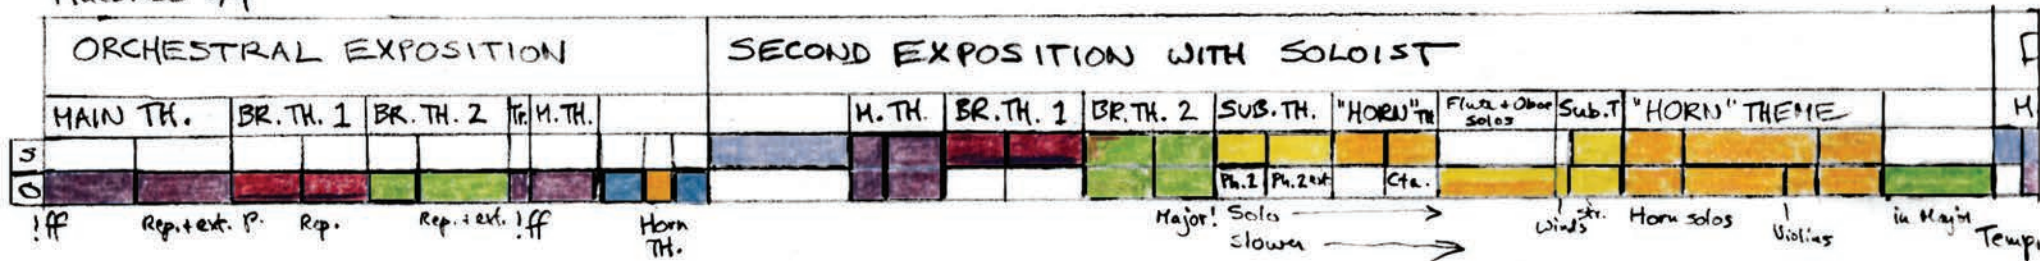 ORCHESTRAL EXPOSITION SECOND EXPOSITION WITH SOLOIST
MAIN TH. BR. TH. 1 BR. TH. 2 Tr. M. TH. M. TH. BR. TH. 1 BR. TH. 2 SUB. TH. "HORN" TH Flute + Oboe solos Sub. T "HORN" THEME M.
S
O Ph. 1 Ph. 2 ext Cta.
!ff Rep. + ext. P. Rep. Rep. + ext. !ff Horn TH. Major! Solo Winds str. Horn solos Violins in Major
slower Temp